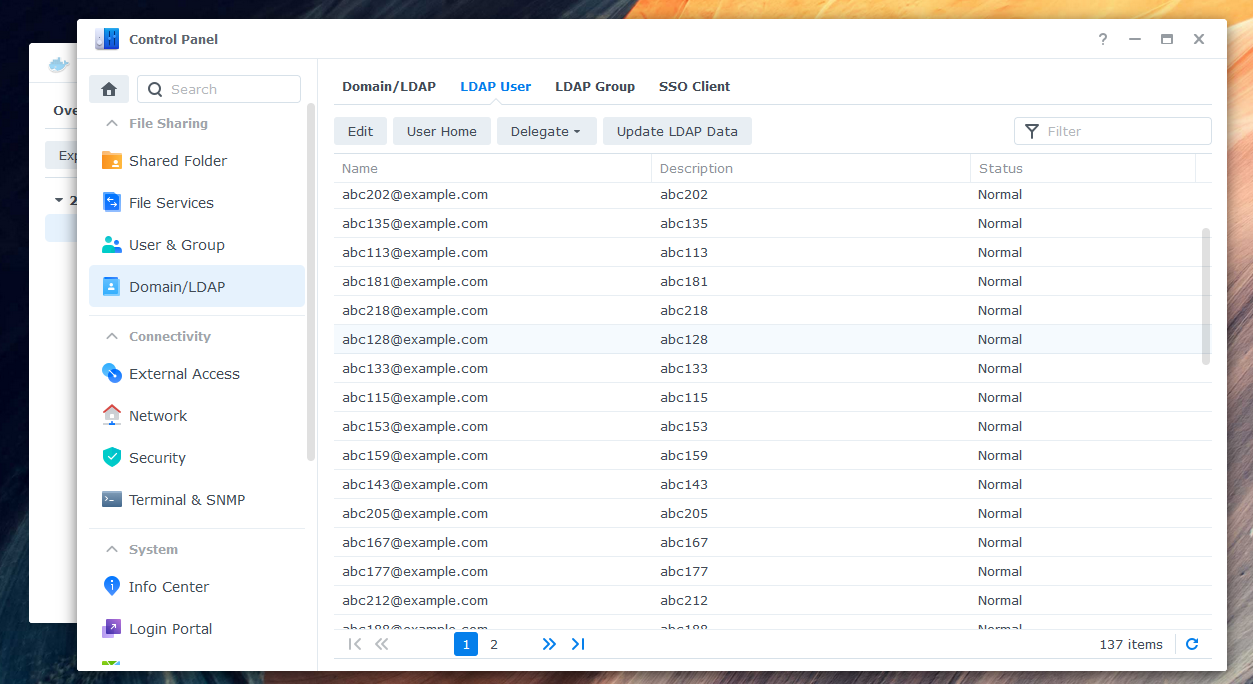 Control Panel
Ove
Exp
2
Search
File Sharing
Shared Folder
File Services
User & Group
Domain/LDAP
Connectivity
External Access
Network
Security
Terminal & SNMP
System
Info Center
Login Portal
Domain/LDAP LDAP User LDAP Group SSO Client
Edit User Home Delegate Update LDAP Data Filter
Name Description Status
abc202@example.com abc202 Normal
abc135@example.com abc135 Normal
abc113@example.com abc113 Normal
abc181@example.com abc181 Normal
abc218@example.com abc218 Normal
abc128@example.com abc128 Normal
abc133@example.com abc133 Normal
abc115@example.com abc115 Normal
abc153@example.com abc153 Normal
abc159@example.com abc159 Normal
abc143@example.com abc143 Normal
abc205@example.com abc205 Normal
abc167@example.com abc167 Normal
abc177@example.com abc177 Normal
abc212@example.com abc212 Normal
1 2 137 items